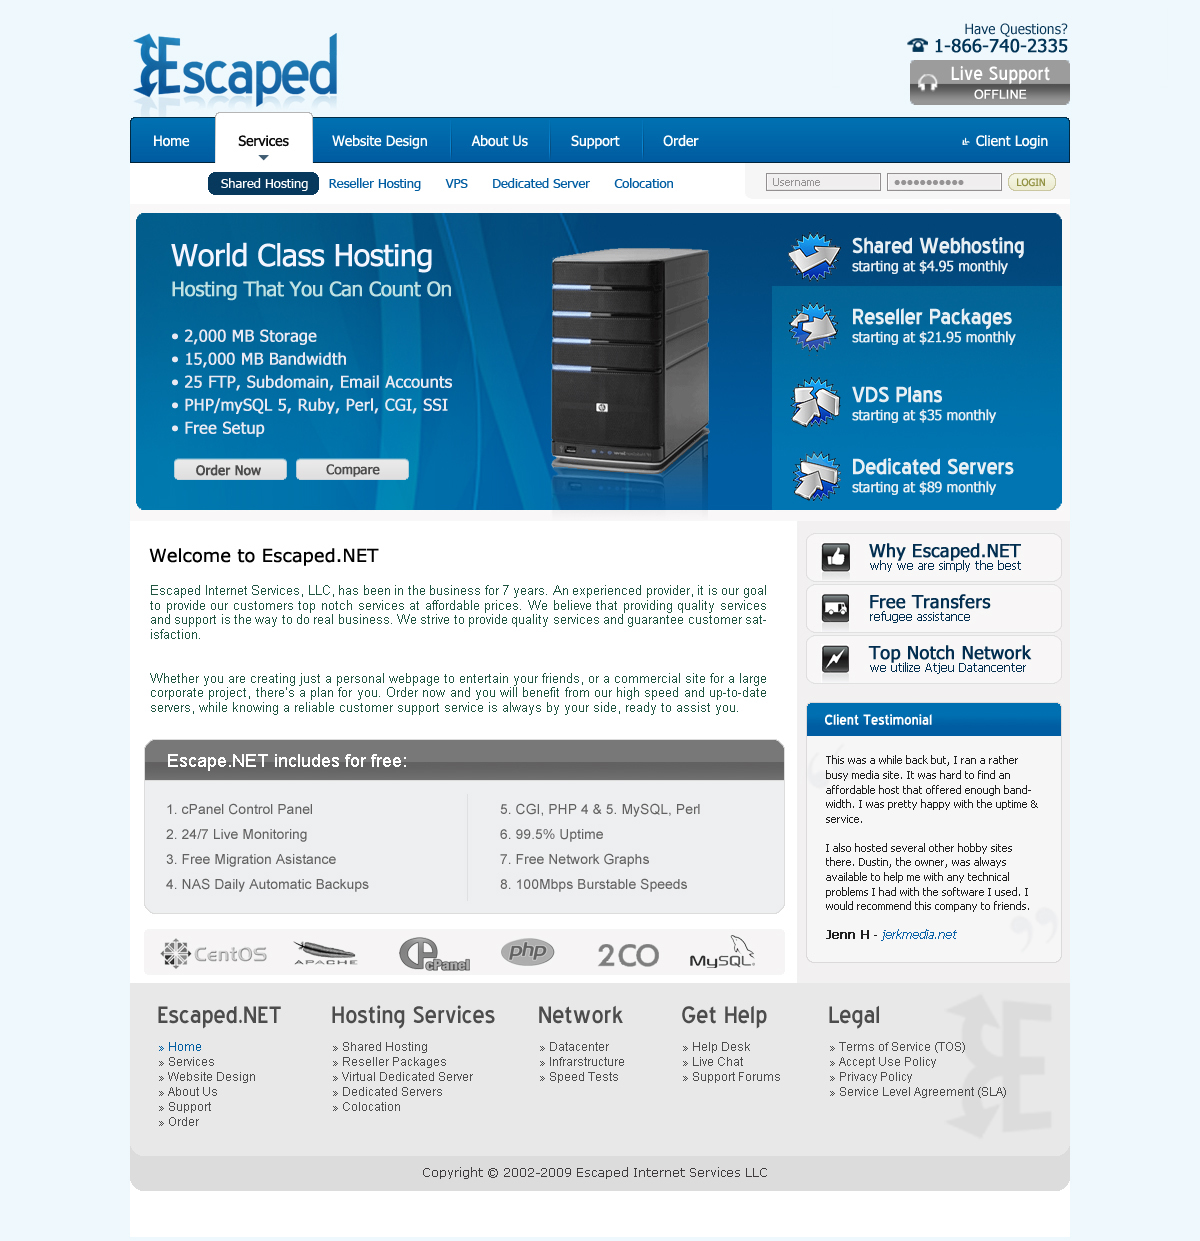 Escaped
Have Questions?
1-866-740-2335
Live Support
OFFLINE
Home Services Website Design About Us Support Order Client Login
Shared Hosting Reseller Hosting VPS Dedicated Server Colocation Username LOGIN
World Class Hosting
Hosting That You Can Count On
• 2,000 MB Storage
• 15,000 MB Bandwidth
• 25 FTP, Subdomain, Email Accounts
• PHP/mySQL 5, Ruby, Perl, CGI, SSI
• Free Setup
Order Now Compare
Shared Webhosting
starting at $4.95 monthly
Reseller Packages
starting at $21.95 monthly
VDS Plans
starting at $35 monthly
Dedicated Servers
starting at $89 monthly
Welcome to Escaped.NET
Escaped Internet Services, LLC, has been in the business for 7 years. An experienced provider, it is our goal
to provide our customers top notch services at affordable prices. We believe that providing quality services
and support is the way to do real business. We strive to provide quality services and guarantee customer sat-
isfaction.
Whether you are creating just a personal webpage to entertain your friends, or a commercial site for a large
corporate project, there's a plan for you. Order now and you will benefit from our high speed and up-to-date
servers, while knowing a reliable customer support service is always by your side, ready to assist you.
Escape.NET includes for free:
1. cPanel Control Panel
2. 24/7 Live Monitoring
3. Free Migration Asistance
4. NAS Daily Automatic Backups
5. CGI, PHP 4 & 5. MySQL, Perl
6. 99.5% Uptime
7. Free Network Graphs
8. 100Mbps Burstable Speeds
CentOS APACHE cPanel php 2CO MySQL
Why Escaped.NET
why we are simply the best
Free Transfers
refugee assistance
Top Notch Network
we utilize Atjeu Datancenter
Client Testimonial
This was a while back but, I ran a rather
busy media site. It was hard to find an
affordable host that offered enough band-
width. I was pretty happy with the uptime &
service.
I also hosted several other hobby sites
there. Dustin, the owner, was always
available to help me with any technical
problems I had with the software I used. I
would recommend this company to friends.
Jenn H - jerkmedia.net
Escaped.NET
» Home
» Services
» Website Design
» About Us
» Support
» Order
Hosting Services
» Shared Hosting
» Reseller Packages
» Virtual Dedicated Server
» Dedicated Servers
» Colocation
Network
» Datacenter
» Infrarstructure
» Speed Tests
Get Help
» Help Desk
» Live Chat
» Support Forums
Legal
» Terms of Service (TOS)
» Accept Use Policy
» Privacy Policy
» Service Level Agreement (SLA)
Copyright © 2002-2009 Escaped Internet Services LLC